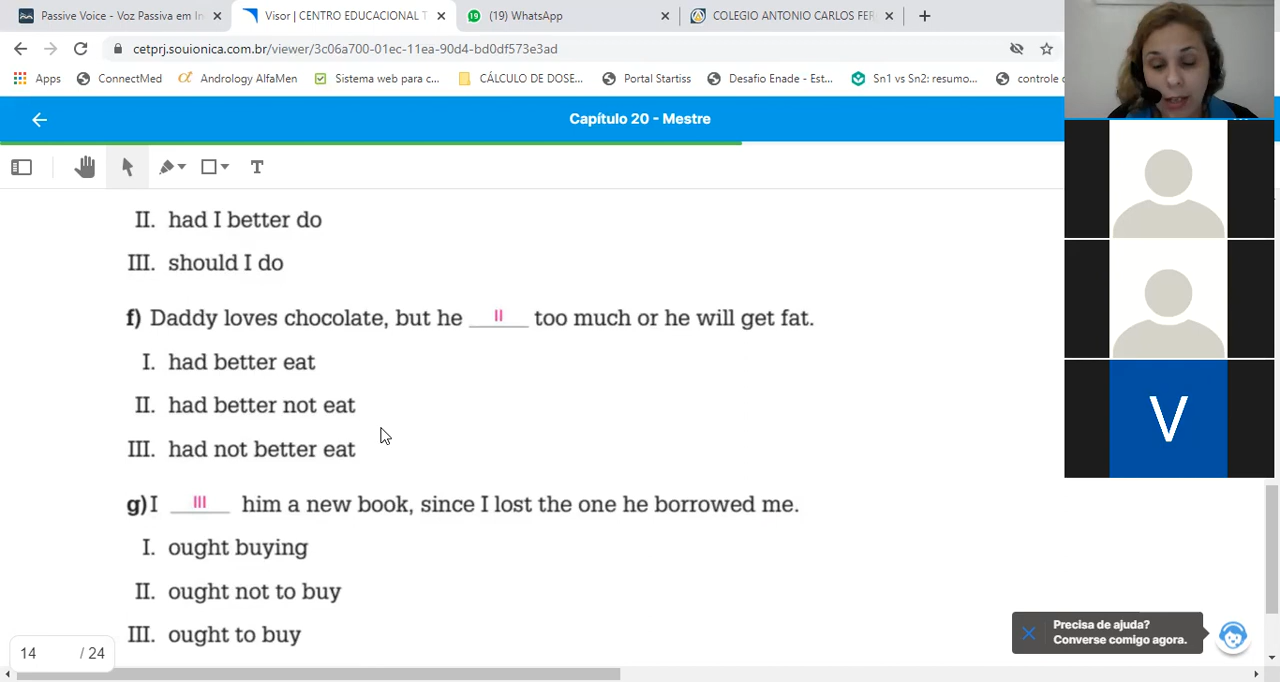 Passive Voice - Voz Passiva em In
Visor | CENTRO EDUCACIONAL T
(19) WhatsApp
COLEGIO ANTONIO CARLOS FER
cetprj.souionica.com.br/viewer/3c06a700-01ec-11ea-90d4-bd0df573e3ad
Apps
ConnectMed
Andrology AlfaMen
Sistema web para c...
CÁLCULO DE DOSE...
Portal Startiss
Desafio Enade - Est...
Sn1 vs Sn2: resumo...
controle c
Capítulo 20 - Mestre
T
II. had I better do
III. should I do
f) Daddy loves chocolate, but he II too much or he will get fat.
I. had better eat
II. had better not eat
III. had not better eat
g) I III him a new book, since I lost the one he borrowed me.
I. ought buying
II. ought not to buy
III. ought to buy
14 / 24
Precisa de ajuda?
Converse comigo agora.
V